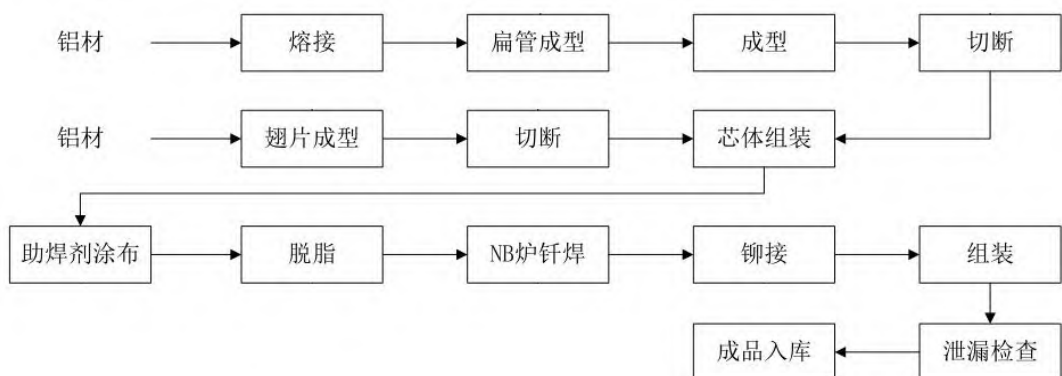 铝材
熔接
扁管成型
成型
切断
铝材
翅片成型
切断
芯体组装
助焊剂涂布
脱脂
NB炉钎焊
铆接
组装
成品入库
泄漏检查